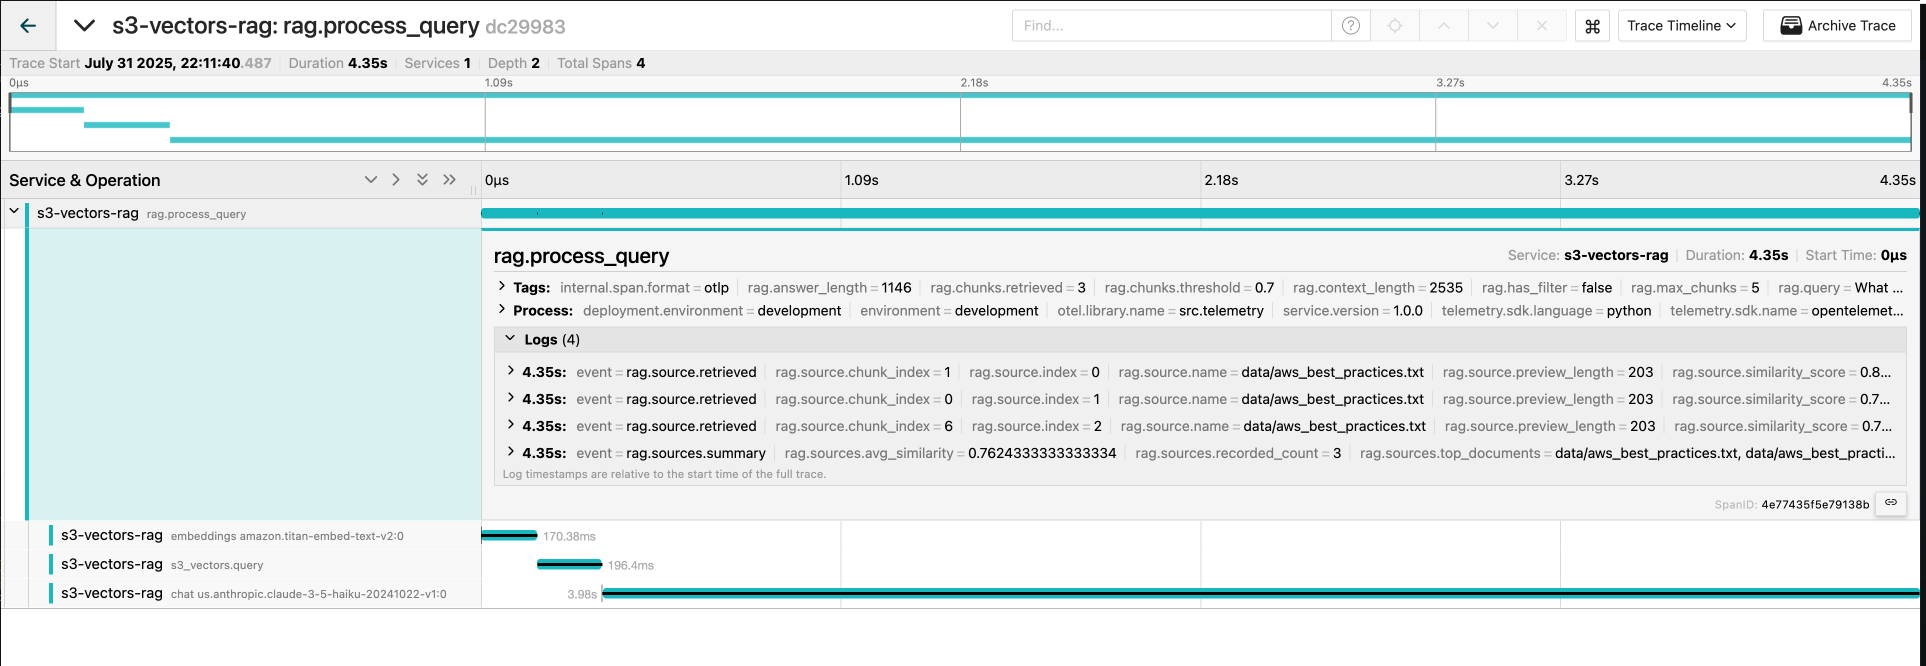 s3-vectors-rag: rag.process_query dc29983
Find...
Trace Timeline
Archive Trace
Trace Start July 31 2025, 22:11:40.487 Duration 4.35s Services 1 Depth 2 Total Spans 4
0μs 1.09s 2.18s 3.27s 4.35s
Service & Operation 0μs 1.09s 2.18s 3.27s 4.35s
s3-vectors-rag rag.process_query
rag.process_query Service: s3-vectors-rag Duration: 4.35s Start Time: 0μs
Tags: internal.span.format = otlp rag.answer_length = 1146 rag.chunks.retrieved = 3 rag.chunks.threshold = 0.7 rag.context_length = 2535 rag.has_filter = false rag.max_chunks = 5 rag.query = What ...
Process: deployment.environment = development environment = development otel.library.name = src.telemetry service.version = 1.0.0 telemetry.sdk.language = python telemetry.sdk.name = opentelemet...
Logs (4)
4.35s: event = rag.source.retrieved rag.source.chunk_index = 1 rag.source.index = 0 rag.source.name = data/aws_best_practices.txt rag.source.preview_length = 203 rag.source.similarity_score = 0.8...
4.35s: event = rag.source.retrieved rag.source.chunk_index = 0 rag.source.index = 1 rag.source.name = data/aws_best_practices.txt rag.source.preview_length = 203 rag.source.similarity_score = 0.7...
4.35s: event = rag.source.retrieved rag.source.chunk_index = 6 rag.source.index = 2 rag.source.name = data/aws_best_practices.txt rag.source.preview_length = 203 rag.source.similarity_score = 0.7...
4.35s: event = rag.sources.summary rag.sources.avg_similarity = 0.7624333333333334 rag.sources.recorded_count = 3 rag.sources.top_documents = data/aws_best_practices.txt, data/aws_best_practi...
Log timestamps are relative to the start time of the full trace.
SpanID: 4e77435f5e79138b
s3-vectors-rag embeddings amazon.titan-embed-text-v2:0 170.38ms
s3-vectors-rag s3_vectors.query 196.4ms
s3-vectors-rag chat us.anthropic.claude-3-5-haiku-20241022-v1:0 3.98s